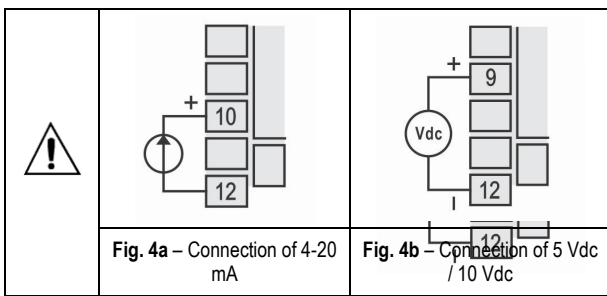 +
10
12
+
9
Vdc
12
12
Fig. 4a – Connection of 4-20
mA
Fig. 4b – Connection of 5 Vdc
/ 10 Vdc